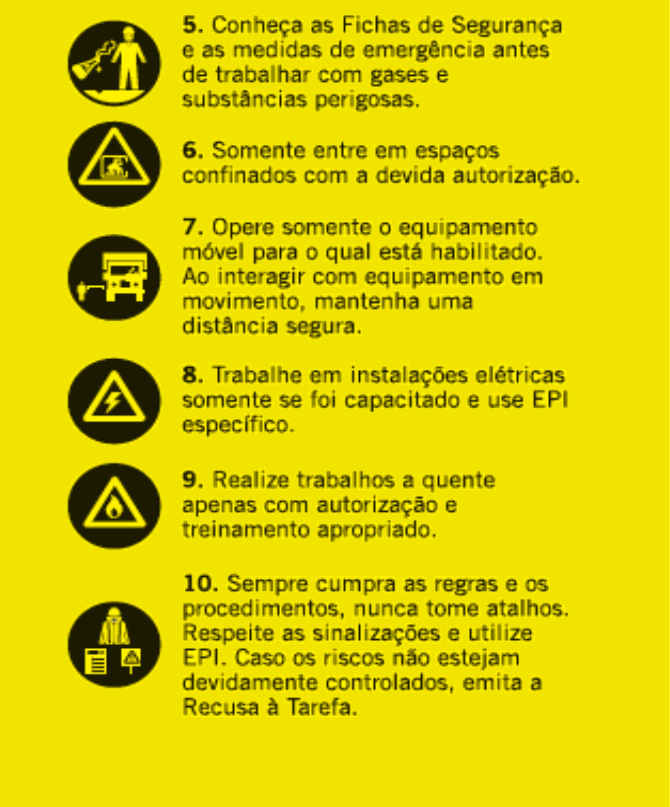 5. Conheça as Fichas de Segurança
e as medidas de emergência antes
de trabalhar com gases e
substâncias perigosas.
6. Somente entre em espaços
confinados com a devida autorização.
7. Opere somente o equipamento
móvel para o qual está habilitado.
Ao interagir com equipamento em
movimento, mantenha uma
distância segura.
8. Trabalhe em instalações elétricas
somente se foi capacitado e use EPI
específico.
9. Realize trabalhos a quente
apenas com autorização e
treinamento apropriado.
10. Sempre cumpra as regras e os
procedimentos, nunca tome atalhos.
Respeite as sinalizações e utilize
EPI. Caso os riscos não estejam
devidamente controlados, emita a
Recusa à Tarefa.